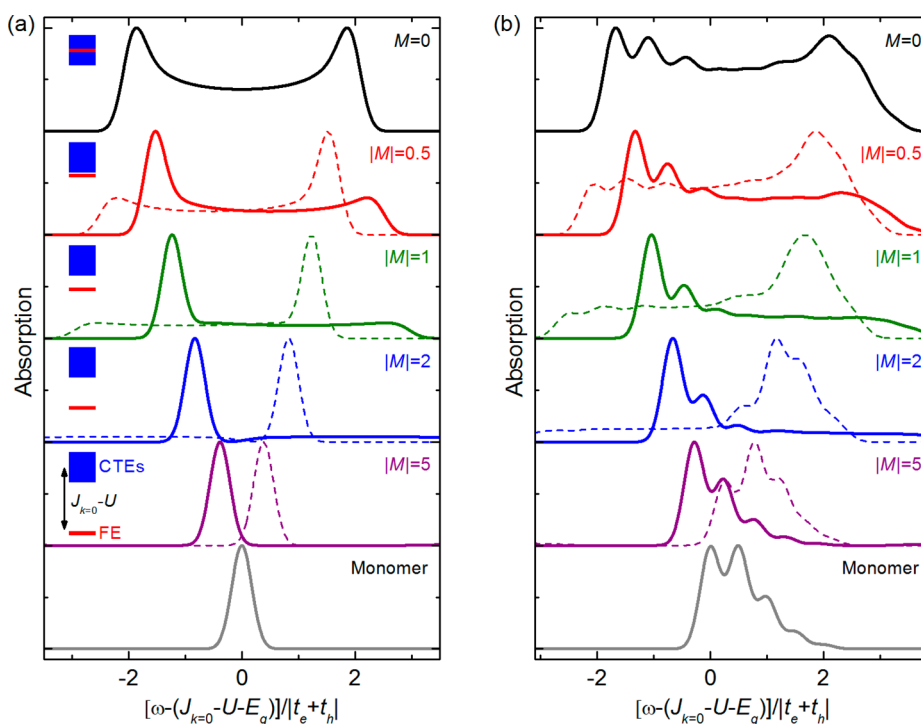 (a)
M=0
|M|=0.5
|M|=1
|M|=2
CTEs
|M|=5
J_{k=0}-U
FE
Monomer
Absorption
-2
0
2
[ω-(J_{k=0}-U-E_g)]/|t_e+t_h|
(b)
M=0
|M|=0.5
|M|=1
|M|=2
|M|=5
Monomer
Absorption
-2
0
2
[ω-(J_{k=0}-U-E_g)]/|t_e+t_h|